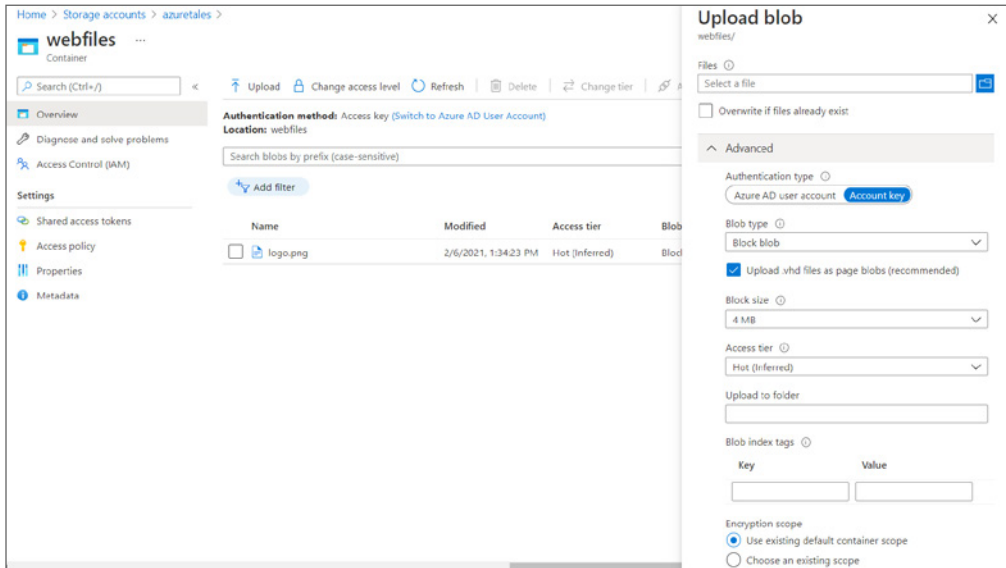 Home > Storage accounts > azuretales >
webfiles ...
Container
Search (Ctrl+/) «
Overview
Diagnose and solve problems
Access Control (IAM)
Settings
Shared access tokens
Access policy
Properties
Metadata
Upload Change access level Refresh Delete Change tier A
Authentication method: Access key (Switch to Azure AD User Account)
Location: webfiles
Search blobs by prefix (case-sensitive)
Add filter
Name Modified Access tier Blob
logo.png 2/6/2021, 1:34:23 PM Hot (Inferred) Bloc
Upload blob
webfiles/
Files
Select a file
Overwrite if files already exist
Advanced
Authentication type
Azure AD user account Account key
Blob type
Block blob
Upload .vhd files as page blobs (recommended)
Block size
4 MB
Access tier
Hot (Inferred)
Upload to folder
Blob index tags
Key Value
Encryption scope
Use existing default container scope
Choose an existing scope